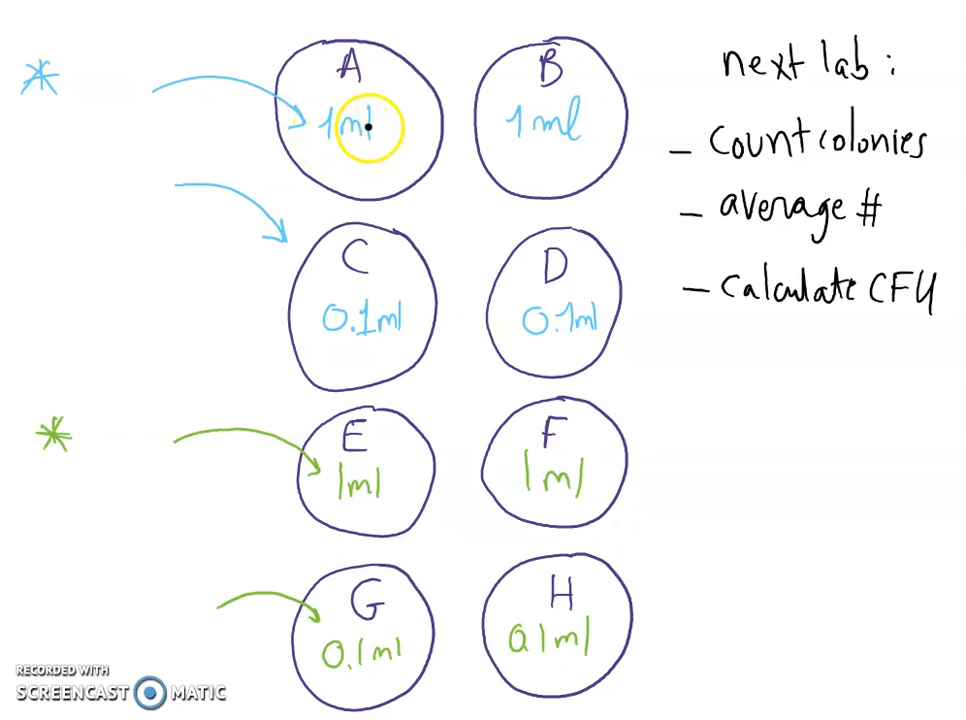 A
1ml
B
1ml
C
0.1ml
D
0.1ml
E
1ml
F
1ml
G
0.1ml
H
0.1ml
next lab :
- count colonies
- average #
- calculate CFU
RECORDED WITH
SCREENCAST MATIC